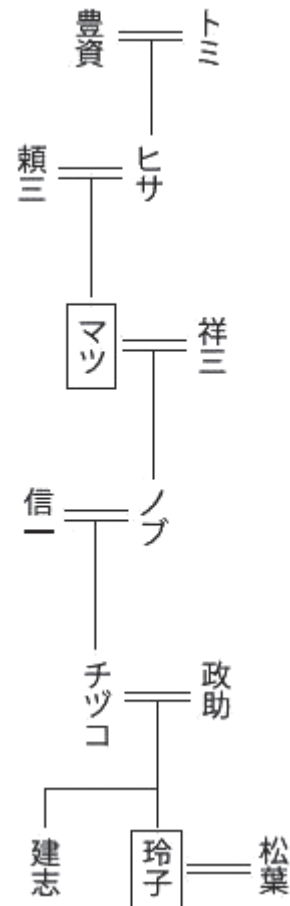 豊資
トミ
頼三
ヒサ
マツ
祥三
信一
ノブ
チヅコ
政助
建志
玲子
松葉